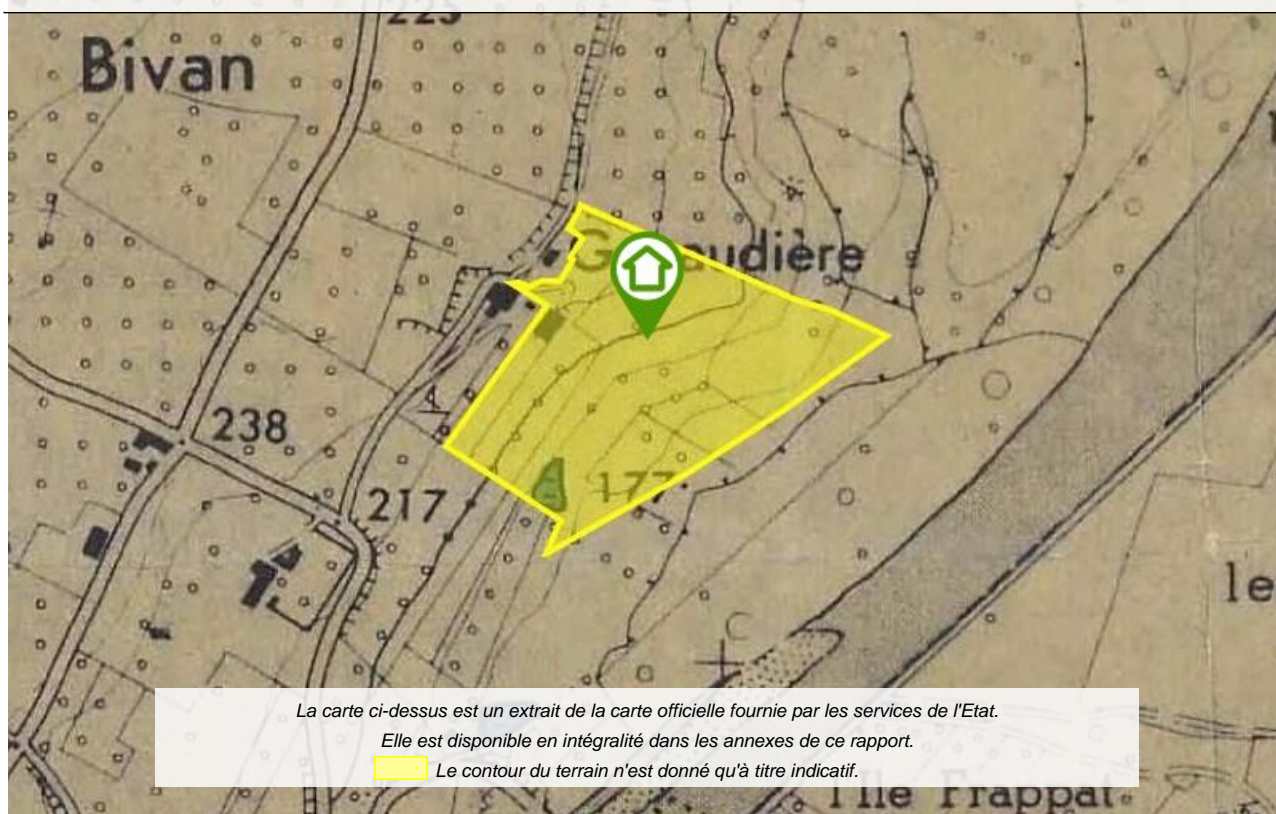 223
Bivan
238
217
177
le
La carte ci-dessus est un extrait de la carte officielle fournie par les services de l'Etat.
Elle est disponible en intégralité dans les annexes de ce rapport.
Le contour du terrain n'est donné qu'à titre indicatif.
l'Ile Frappat